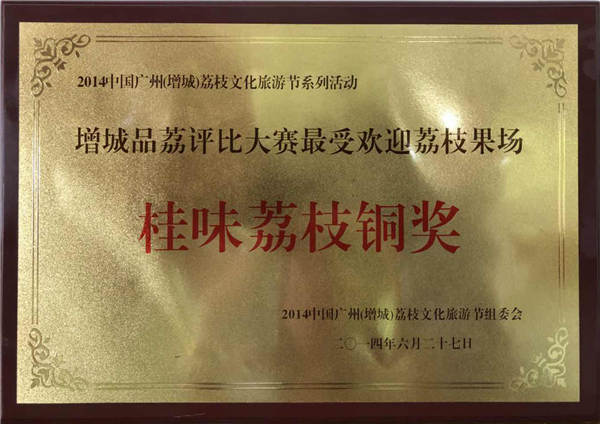 2014中国广州(增城)荔枝文化旅游节系列活动
增城品荔评比大赛最受欢迎荔枝果场
桂味荔枝铜奖
2014中国广州(增城)荔枝文化旅游节组委会
二〇一四年六月二十七日